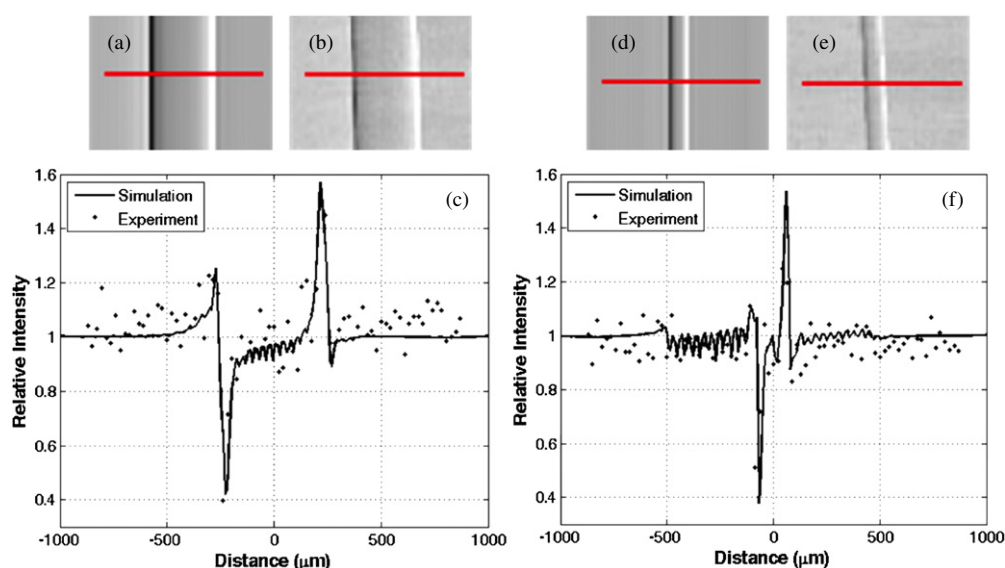 (a) (b) (d) (e)
1.6
1.4
1.2
1
0.8
0.6
0.4
Relative Intensity
Simulation
Experiment
(c)
-1000 -500 0 500 1000
Distance (µm)
1.6
1.4
1.2
1
0.8
0.6
0.4
Relative Intensity
Simulation
Experiment
(f)
-1000 -500 0 500 1000
Distance (µm)